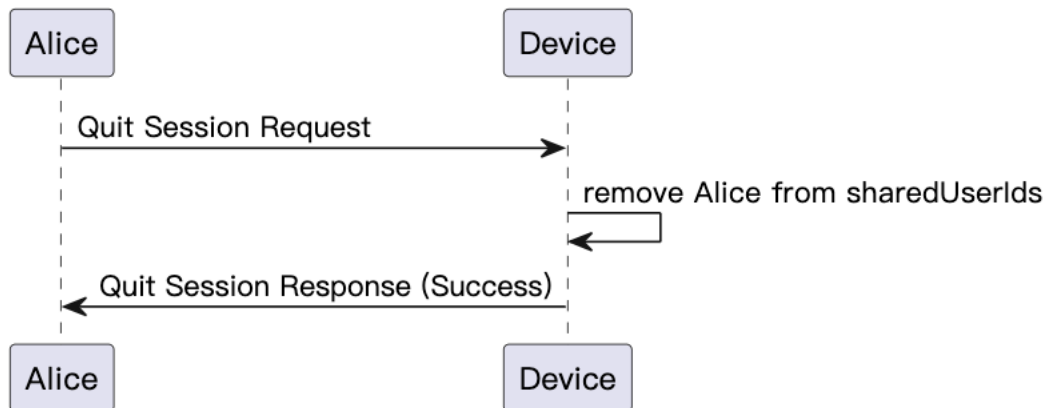 Alice
Device
Quit Session Request
remove Alice from sharedUserIds
Quit Session Response (Success)
Alice
Device